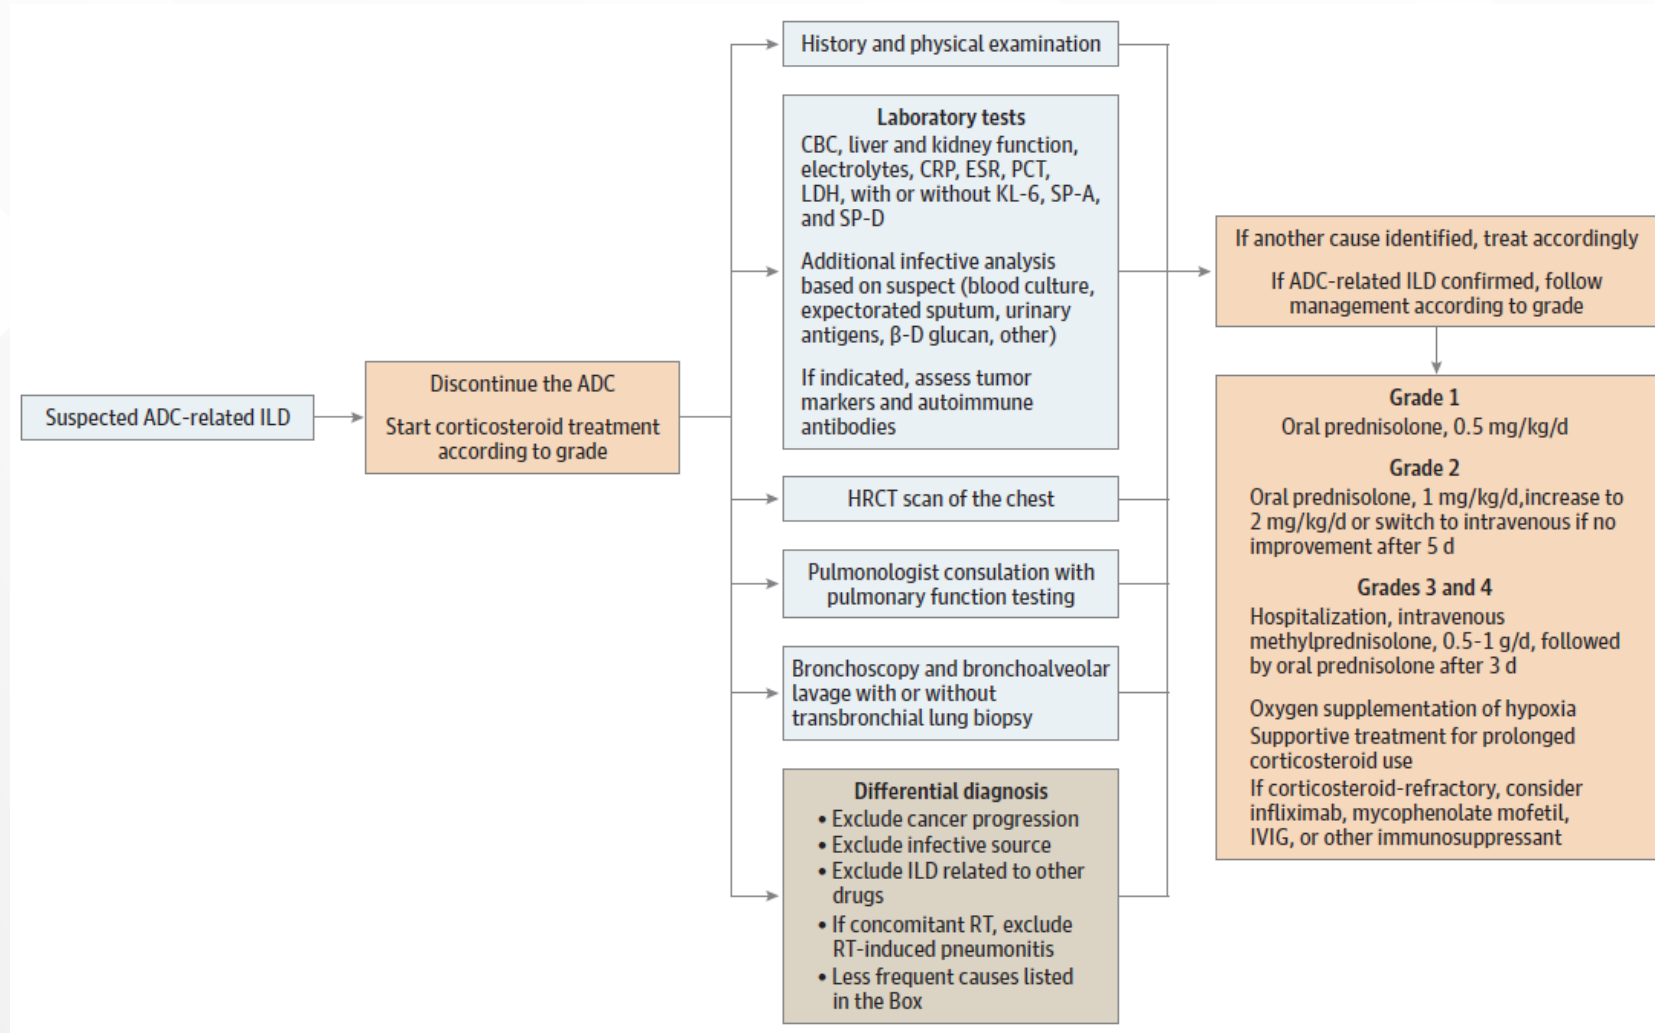 Suspected ADC-related ILD
Discontinue the ADC
Start corticosteroid treatment
according to grade
History and physical examination
Laboratory tests
CBC, liver and kidney function,
electrolytes, CRP, ESR, PCT,
LDH, with or without KL-6, SP-A,
and SP-D
Additional infective analysis
based on suspect (blood culture,
expectorated sputum, urinary
antigens, β-D glucan, other)
If indicated, assess tumor
markers and autoimmune
antibodies
HRCT scan of the chest
Pulmonologist consulation with
pulmonary function testing
Bronchoscopy and bronchoalveolar
lavage with or without
transbronchial lung biopsy
Differential diagnosis
• Exclude cancer progression
• Exclude infective source
• Exclude ILD related to other
drugs
• If concomitant RT, exclude
RT-induced pneumonitis
• Less frequent causes listed
in the Box
If another cause identified, treat accordingly
If ADC-related ILD confirmed, follow
management according to grade
Grade 1
Oral prednisolone, 0.5 mg/kg/d
Grade 2
Oral prednisolone, 1 mg/kg/d,increase to
2 mg/kg/d or switch to intravenous if no
improvement after 5 d
Grades 3 and 4
Hospitalization, intravenous
methylprednisolone, 0.5-1 g/d, followed
by oral prednisolone after 3 d
Oxygen supplementation of hypoxia
Supportive treatment for prolonged
corticosteroid use
If corticosteroid-refractory, consider
infliximab, mycophenolate mofetil,
IVIG, or other immunosuppressant